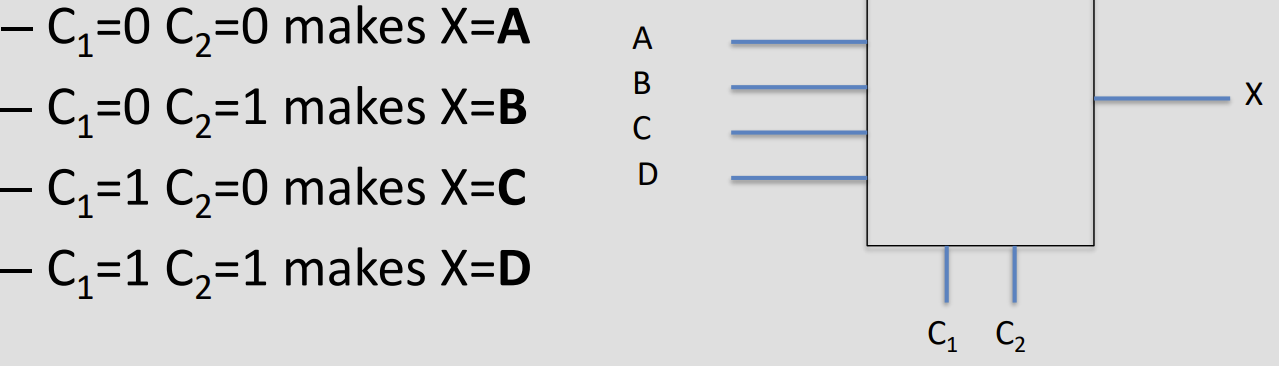 – C₁=0 C₂=0 makes X=A
– C₁=0 C₂=1 makes X=B
– C₁=1 C₂=0 makes X=C
– C₁=1 C₂=1 makes X=D
A
B
C
D
X
C₁ C₂